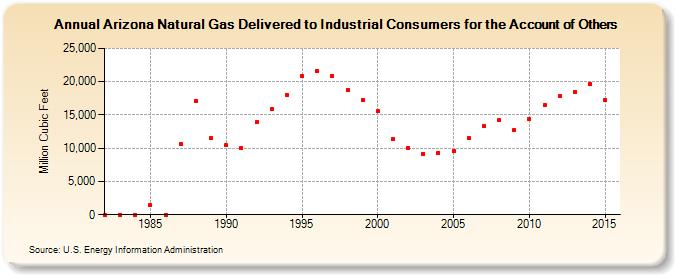 Annual Arizona Natural Gas Delivered to Industrial Consumers for the Account of Others
Million Cubic Feet
25,000
20,000
15,000
10,000
5,000
0
1985 1990 1995 2000 2005 2010 2015
Source: U.S. Energy Information Administration